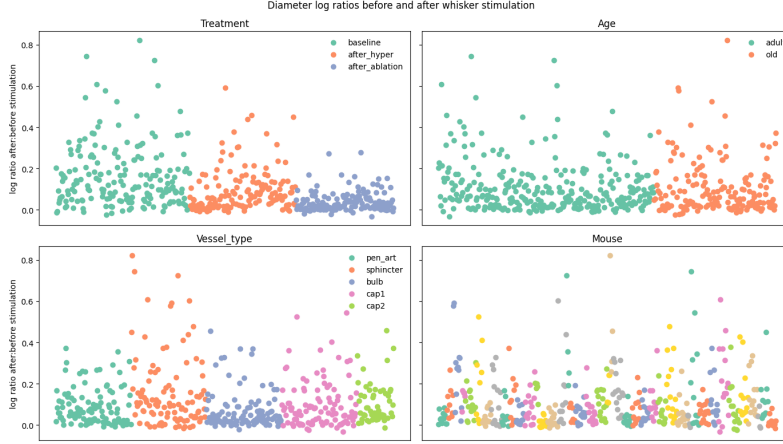 Diameter log ratios before and after whisker stimulation
Treatment
log ratio after:before stimulation
0.8
0.6
0.4
0.2
0.0
baseline
after_hyper
after_ablation
Age
adul
old
Vessel_type
log ratio after:before stimulation
0.8
0.6
0.4
0.2
0.0
pen_art
sphincter
bulb
cap1
cap2
Mouse